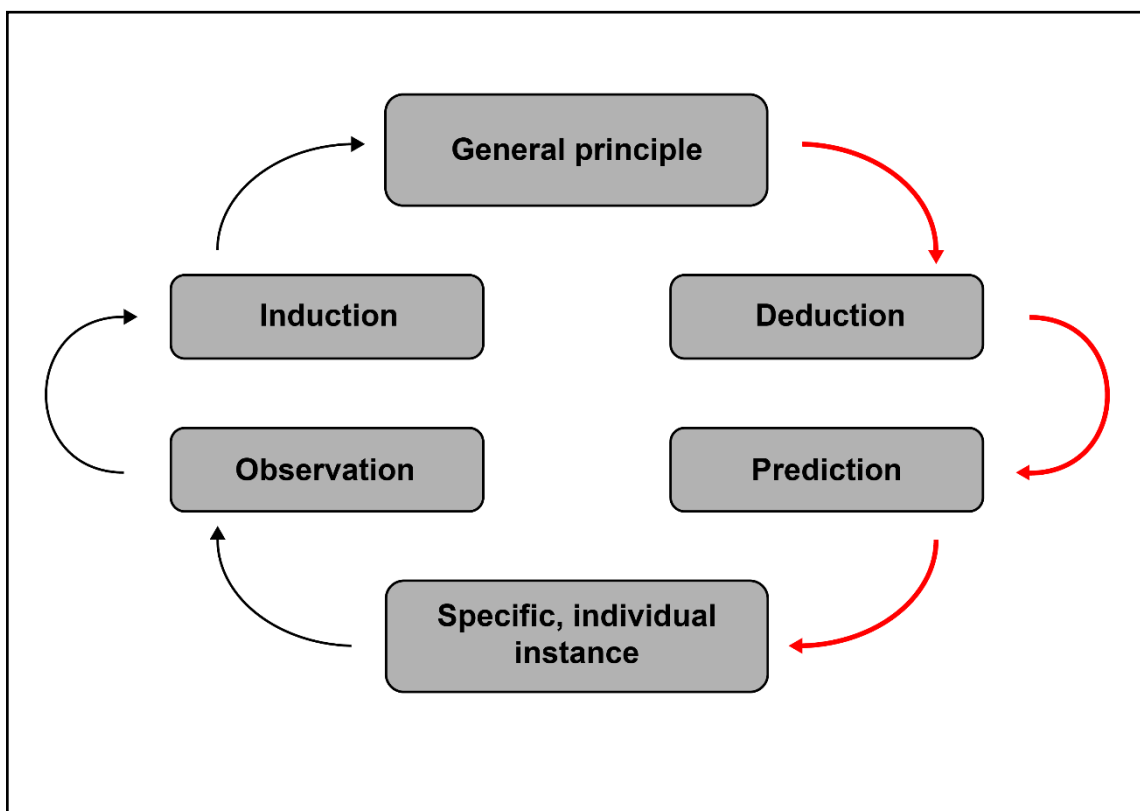 General principle
Induction
Deduction
Observation
Prediction
Specific, individual
instance